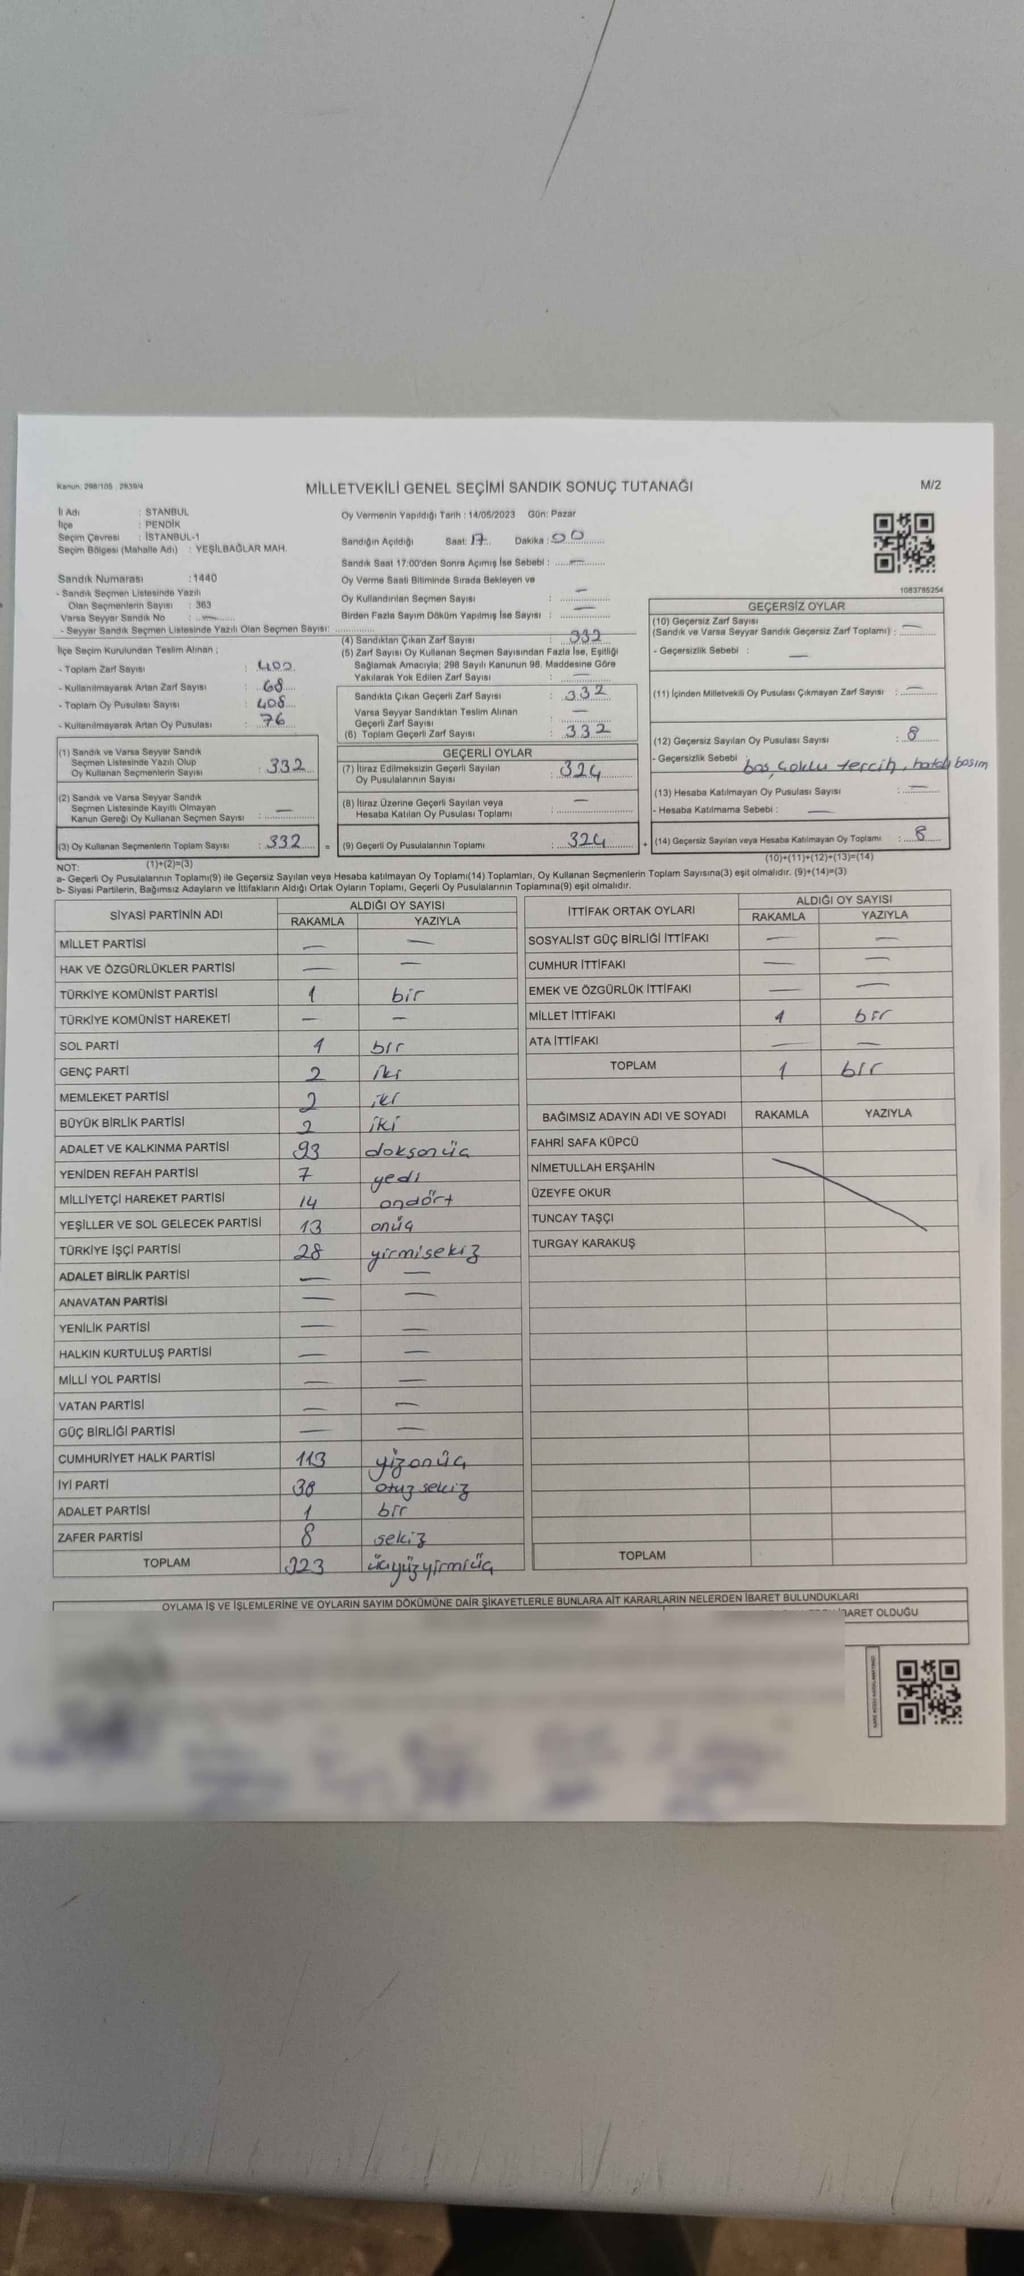 Kanun: 298/105 , 2839/4
MİLLETVEKİLİ GENEL SEÇİMİ SANDIK SONUÇ TUTANAĞI
M/2
İl Adı : STANBUL
İlçe : PENDİK
Seçim Çevresi : İSTANBUL-1
Seçim Bölgesi (Mahalle Adı) : YEŞİLBAĞLAR MAH.
Sandık Numarası : 1440
- Sandık Seçmen Listesinde Yazılı
Olan Seçmenlerin Sayısı : 363
Varsa Seyyar Sandık No : —
- Seyyar Sandık Seçmen Listesinde Yazılı Olan Seçmen Sayısı:
İlçe Seçim Kurulundan Teslim Alınan ;
- Toplam Zarf Sayısı : 400
- Kullanılmayarak Artan Zarf Sayısı : 68
- Toplam Oy Pusulası Sayısı : 408
- Kullanılmayarak Artan Oy Pusulası : 76
(1) Sandık ve Varsa Seyyar Sandık
Seçmen Listesinde Yazılı Olup
Oy Kullanan Seçmenlerin Sayısı : 332
(2) Sandık ve Varsa Seyyar Sandık
Seçmen Listesinde Kayıtlı Olmayan
Kanun Gereği Oy Kullanan Seçmen Sayısı : —
(3) Oy Kullanan Seçmenlerin Toplam Sayısı : 332 =
(1)+(2)=(3)
Oy Vermenin Yapıldığı Tarih : 14/05/2023 Gün: Pazar
Sandığın Açıldığı Saat: 17 Dakika : 00
Sandık Saat 17:00'den Sonra Açımış İse Sebebi : —
Oy Verme Saati Bitiminde Sırada Bekleyen ve
Oy Kullandırılan Seçmen Sayısı : —
Birden Fazla Sayım Döküm Yapılmış İse Sayısı : —
(4) Sandıktan Çıkan Zarf Sayısı : 332
(5) Zarf Sayısı Oy Kullanan Seçmen Sayısından Fazla İse, Eşitliği
Sağlamak Amacıyla; 298 Sayılı Kanunun 98. Maddesine Göre
Yakılarak Yok Edilen Zarf Sayısı : —
Sandıkta Çıkan Geçerli Zarf Sayısı : 332
Varsa Seyyar Sandıktan Teslim Alınan
Geçerli Zarf Sayısı : —
(6) Toplam Geçerli Zarf Sayısı : 332
GEÇERLİ OYLAR
(7) İtiraz Edilmeksizin Geçerli Sayılan
Oy Pusulalarının Sayısı : 324
(8) İtiraz Üzerine Geçerli Sayılan veya
Hesaba Katılan Oy Pusulası Toplamı : —
(9) Geçerli Oy Pusulalarının Toplamı : 324 +
1083785254
GEÇERSİZ OYLAR
(10) Geçersiz Zarf Sayısı
(Sandık ve Varsa Seyyar Sandık Geçersiz Zarf Toplamı) : —
- Geçersizlik Sebebi : —
(11) İçinden Milletvekili Oy Pusulası Çıkmayan Zarf Sayısı : —
(12) Geçersiz Sayılan Oy Pusulası Sayısı : 8
- Geçersizlik Sebebi : boş, çoklu tercih, hatalı basım
(13) Hesaba Katılmayan Oy Pusulası Sayısı : —
- Hesaba Katılmama Sebebi : —
(14) Geçersiz Sayılan veya Hesaba Katılmayan Oy Toplamı : 8
(10)+(11)+(12)+(13)=(14)
NOT:
a- Geçerli Oy Pusulalarının Toplamı(9) ile Geçersiz Sayılan veya Hesaba katılmayan Oy Toplamı(14) Toplamları, Oy Kullanan Seçmenlerin Toplam Sayısına(3) eşit olmalıdır. (9)+(14)=(3)
b- Siyasi Partilerin, Bağımsız Adayların ve İttifakların Aldığı Ortak Oyların Toplamı, Geçerli Oy Pusulalarının Toplamına(9) eşit olmalıdır.
SİYASİ PARTİNİN ADI
ALDIĞI OY SAYISI
RAKAMLA YAZIYLA
MİLLET PARTİSİ — —
HAK VE ÖZGÜRLÜKLER PARTİSİ — —
TÜRKİYE KOMÜNİST PARTİSİ 1 bir
TÜRKİYE KOMÜNİST HAREKETİ — —
SOL PARTİ 1 bir
GENÇ PARTİ 2 iki
MEMLEKET PARTİSİ 2 iki
BÜYÜK BİRLİK PARTİSİ 2 iki
ADALET VE KALKINMA PARTİSİ 93 doksanüç
YENİDEN REFAH PARTİSİ 7 yedi
MİLLİYETÇİ HAREKET PARTİSİ 14 ondört
YEŞİLLER VE SOL GELECEK PARTİSİ 13 onüç
TÜRKİYE İŞÇİ PARTİSİ 28 yirmisekiz
ADALET BİRLİK PARTİSİ — —
ANAVATAN PARTİSİ — —
YENİLİK PARTİSİ — —
HALKIN KURTULUŞ PARTİSİ — —
MİLLİ YOL PARTİSİ — —
VATAN PARTİSİ — —
GÜÇ BİRLİĞİ PARTİSİ — —
CUMHURİYET HALK PARTİSİ 113 yüzonüç
İYİ PARTİ 38 otuz sekiz
ADALET PARTİSİ 1 bir
ZAFER PARTİSİ 8 sekiz
TOPLAM 323 üçyüzyirmiüç
İTTİFAK ORTAK OYLARI
ALDIĞI OY SAYISI
RAKAMLA YAZIYLA
SOSYALİST GÜÇ BİRLİĞİ İTTİFAKI — —
CUMHUR İTTİFAKI — —
EMEK VE ÖZGÜRLÜK İTTİFAKI — —
MİLLET İTTİFAKI 1 bir
ATA İTTİFAKI — —
TOPLAM 1 bir
BAĞIMSIZ ADAYIN ADI VE SOYADI RAKAMLA YAZIYLA
FAHRİ SAFA KÜPCÜ
NİMETULLAH ERŞAHİN
ÜZEYFE OKUR
TUNCAY TAŞÇI
TURGAY KARAKUŞ
TOPLAM
OYLAMA İŞ VE İŞLEMLERİNE VE OYLARIN SAYIM DÖKÜMÜNE DAİR ŞİKAYETLERLE BUNLARA AİT KARARLARIN NELERDEN İBARET BULUNDUKLARI
İBARET OLDUĞU